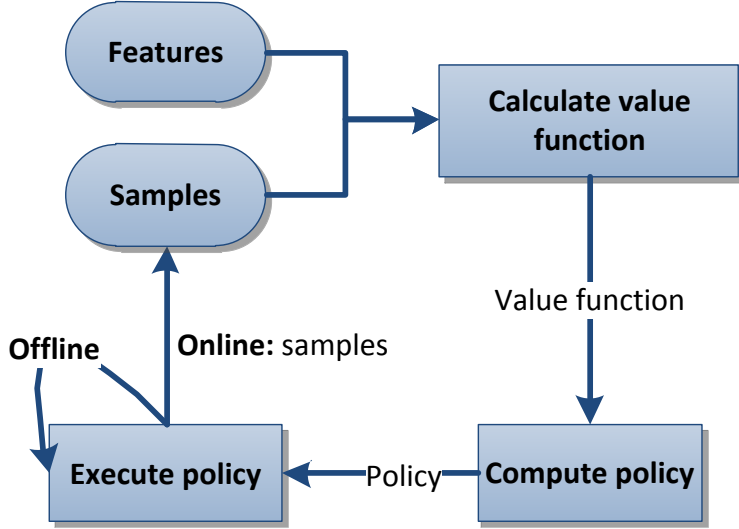 Features
Calculate value
function
Samples
Value function
Offline
Online: samples
Execute policy
Policy
Compute policy